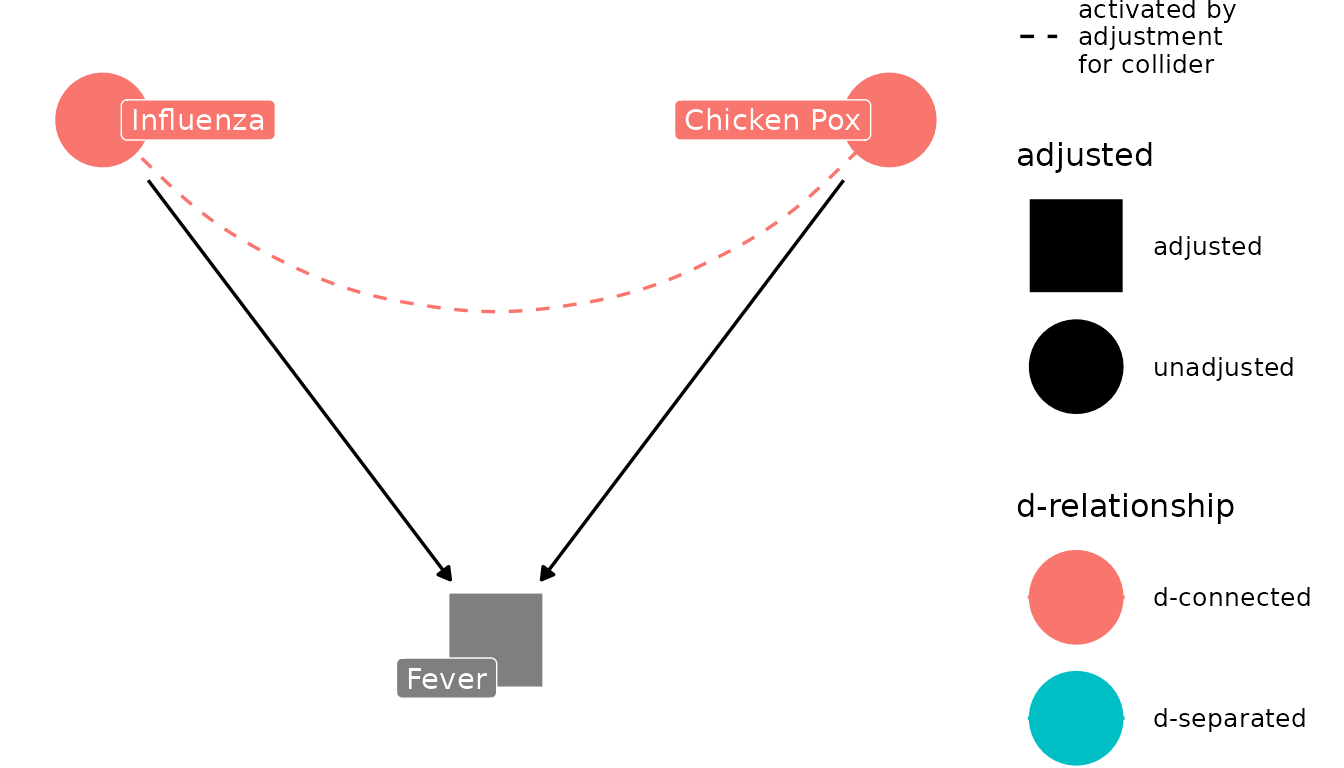 Influenza
Chicken Pox
Fever
activated by
adjustment
for collider
adjusted
adjusted
unadjusted
d-relationship
d-connected
d-separated